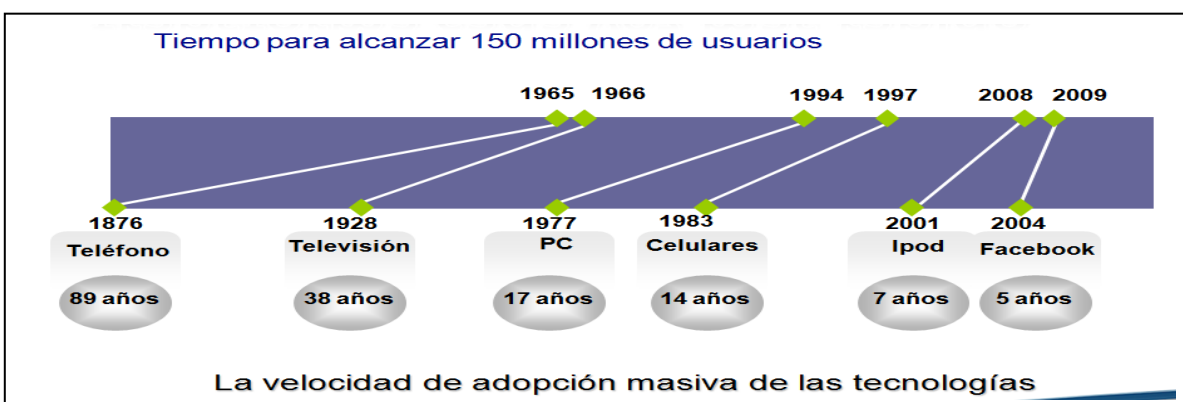 Tiempo para alcanzar 150 millones de usuarios
1965 1966 1994 1997 2008 2009
1876 1928 1977 1983 2001 2004
Teléfono Televisión PC Celulares Ipod Facebook
89 años 38 años 17 años 14 años 7 años 5 años
La velocidad de adopción masiva de las tecnologías